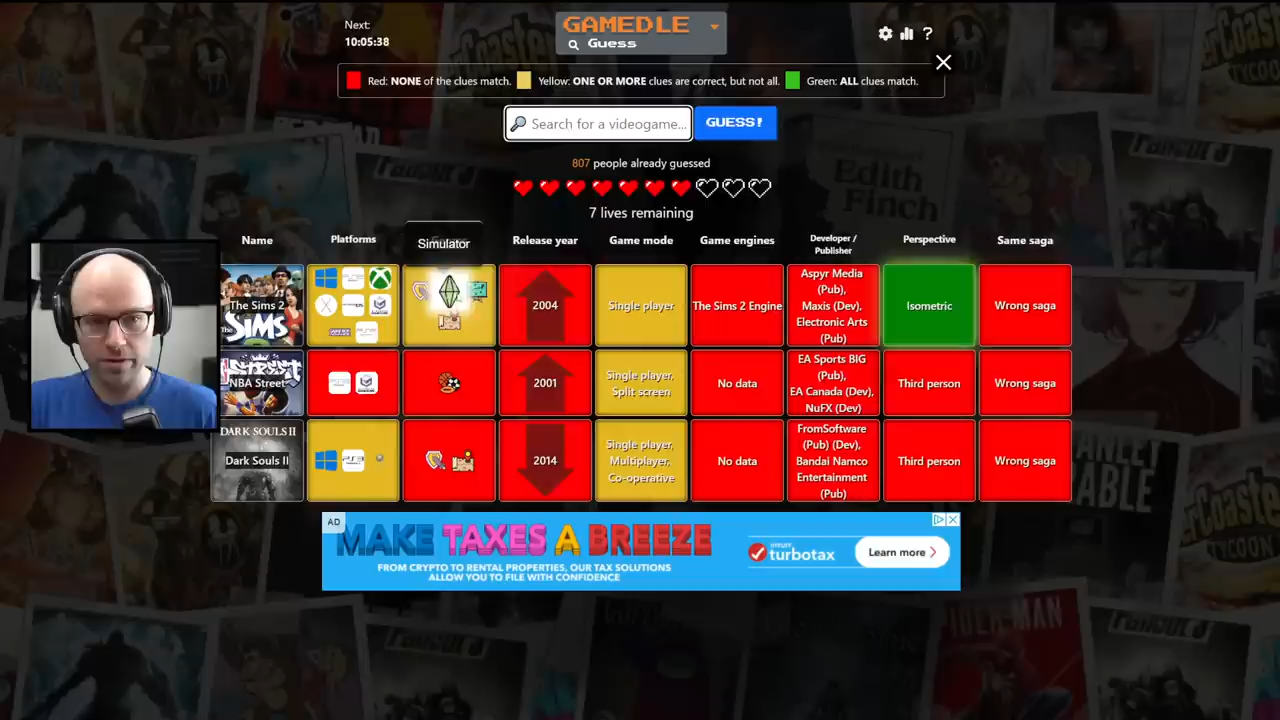 Next:
10:05:38
GAMEDLE
Guess
?
Red: NONE of the clues match.
Yellow: ONE OR MORE clues are correct, but not all.
Green: ALL clues match.
Search for a videogame...
GUESS!
807 people already guessed
7 lives remaining
Name
Platforms
Simulator
Release year
Game mode
Game engines
Developer /
Publisher
Perspective
Same saga
The Sims 2
The
SIMS
2004
Single player
The Sims 2 Engine
Aspyr Media
(Pub),
Maxis (Dev),
Electronic Arts
(Pub)
Isometric
Wrong saga
STREET
NBA Street
2001
Single player,
Split screen
No data
EA Sports BIG
(Pub),
EA Canada (Dev),
NuFX (Dev)
Third person
Wrong saga
DARK SOULS II
Dark Souls II
PS3
2014
Single player,
Multiplayer,
Co-operative
No data
FromSoftware
(Pub) (Dev),
Bandai Namco
Entertainment
(Pub)
Third person
Wrong saga
AD
MAKE TAXES A BREEZE
FROM CRYPTO TO RENTAL PROPERTIES, OUR TAX SOLUTIONS
ALLOW YOU TO FILE WITH CONFIDENCE
INTUIT
turbotax
Learn more
Edith
Finch